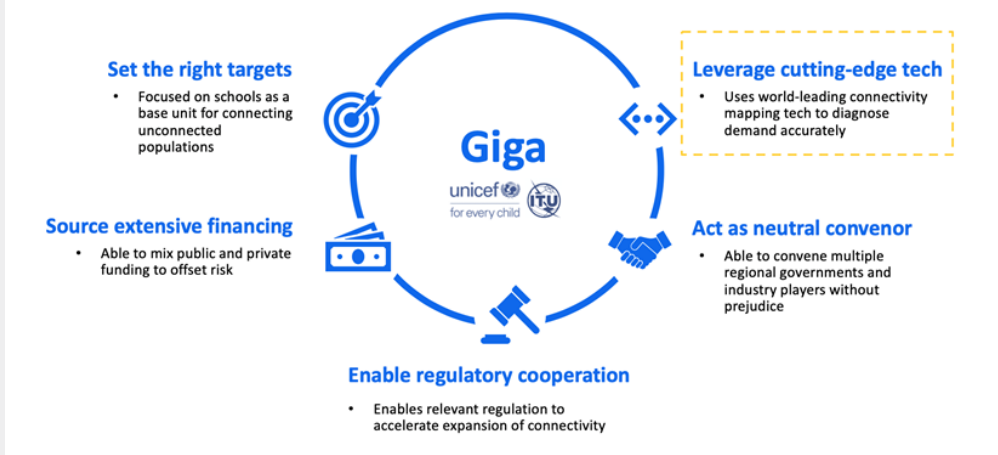 Set the right targets
• Focused on schools as a
base unit for connecting
unconnected
populations
Leverage cutting-edge tech
• Uses world-leading connectivity
mapping tech to diagnose
demand accurately
Giga
unicef
for every child
ITU
Source extensive financing
• Able to mix public and private
funding to offset risk
Act as neutral convenor
• Able to convene multiple
regional governments and
industry players without
prejudice
Enable regulatory cooperation
• Enables relevant regulation to
accelerate expansion of connectivity